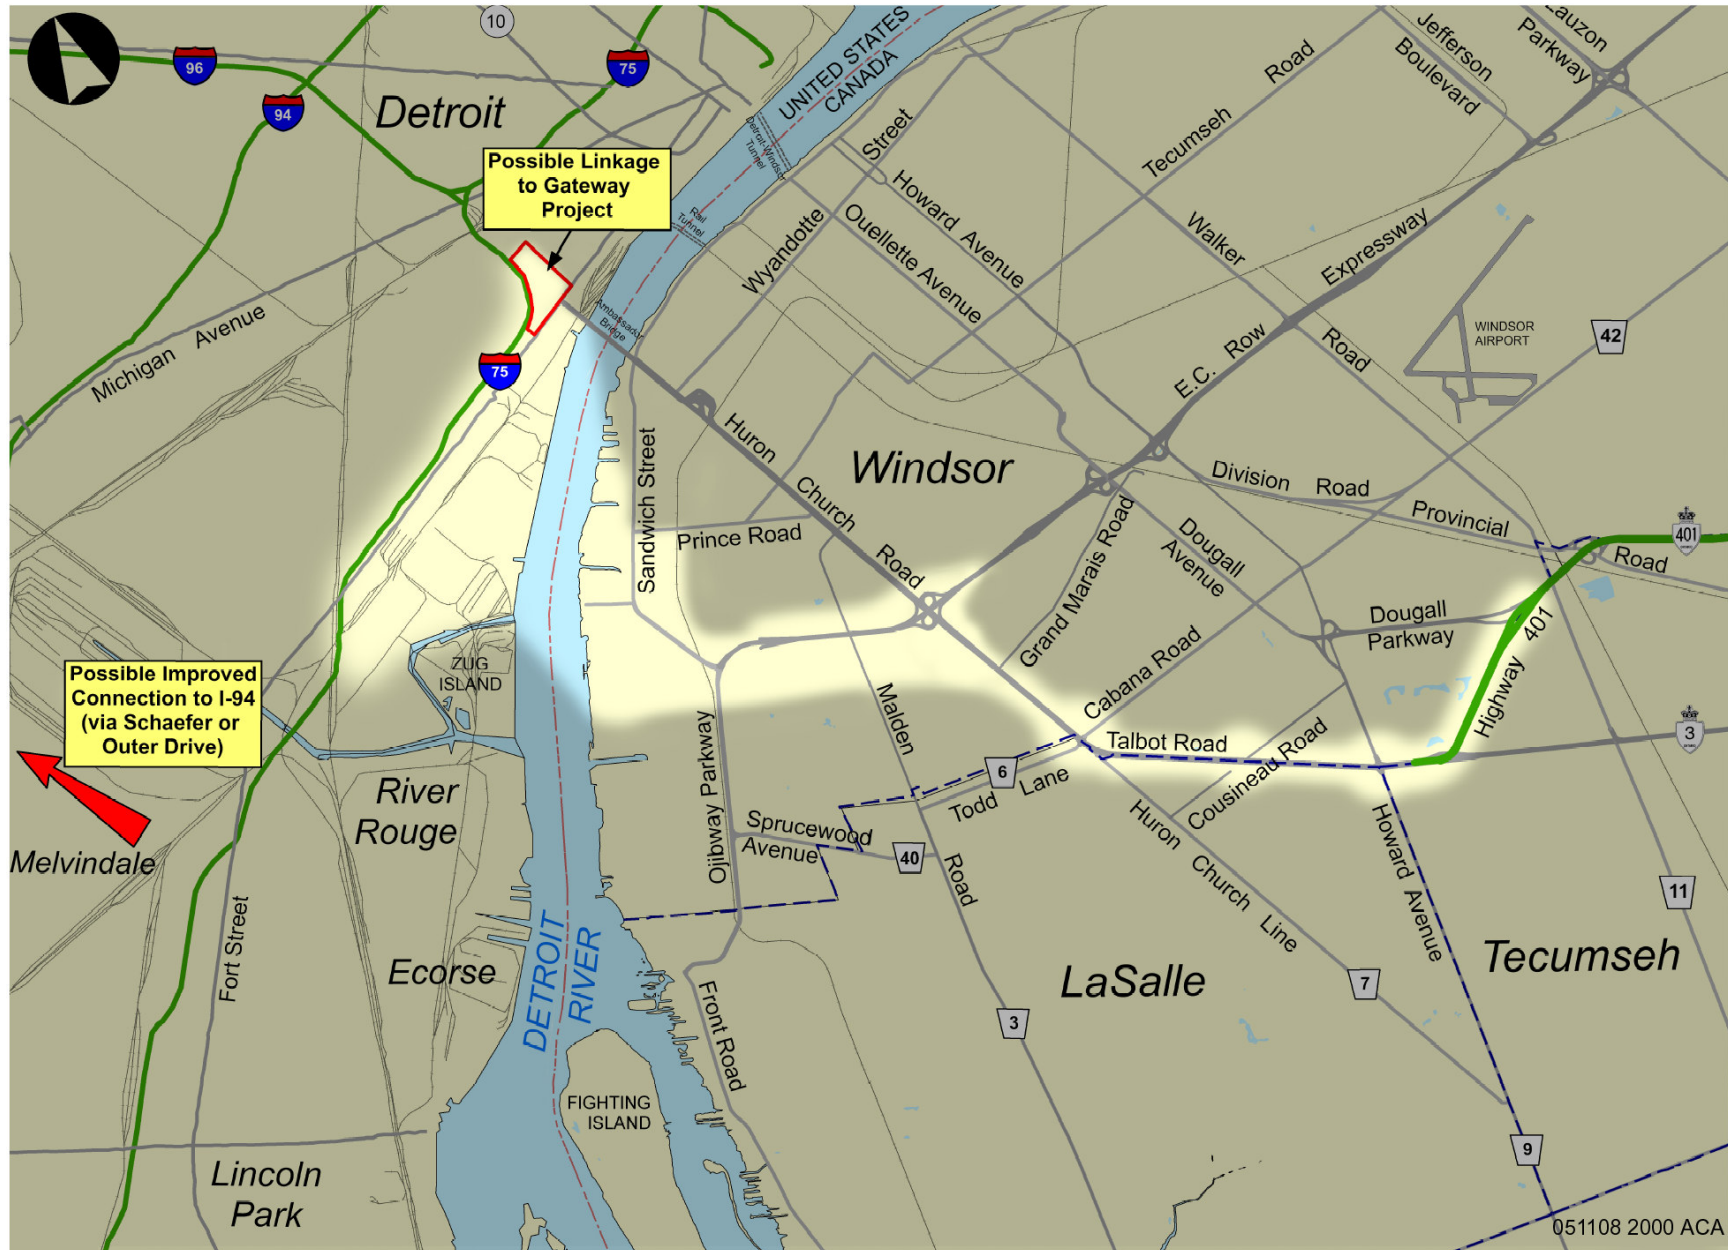 10
96
94
75
Detroit
UNITED STATES
CANADA
Detroit-Windsor
Tunnel
Rail
Tunnel
Ambassador
Bridge
Possible Linkage
to Gateway
Project
75
Michigan Avenue
Jefferson
Boulevard
Lauzon
Parkway
Tecumseh Road
Wyandotte Street
Howard Avenue
Ouellette Avenue
Walker Road
E.C. Row Expressway
WINDSOR
AIRPORT
42
Windsor
Huron Church Road
Sandwich Street
Prince Road
Division Road
Provincial Road
401
Grand Marais Road
Dougall
Avenue
Dougall
Parkway
Highway 401
3
Cabana Road
Talbot Road
Cousineau Road
Malden Road
Ojibway Parkway
6
Todd Lane
Sprucewood
Avenue
40
Huron Church Line
Howard Avenue
11
ZUG
ISLAND
Possible Improved
Connection to I-94
(via Schaefer or
Outer Drive)
Melvindale
River
Rouge
Fort Street
Ecorse
DETROIT
RIVER
Front Road
LaSalle
Tecumseh
7
3
9
FIGHTING
ISLAND
Lincoln
Park
051108 2000 ACA